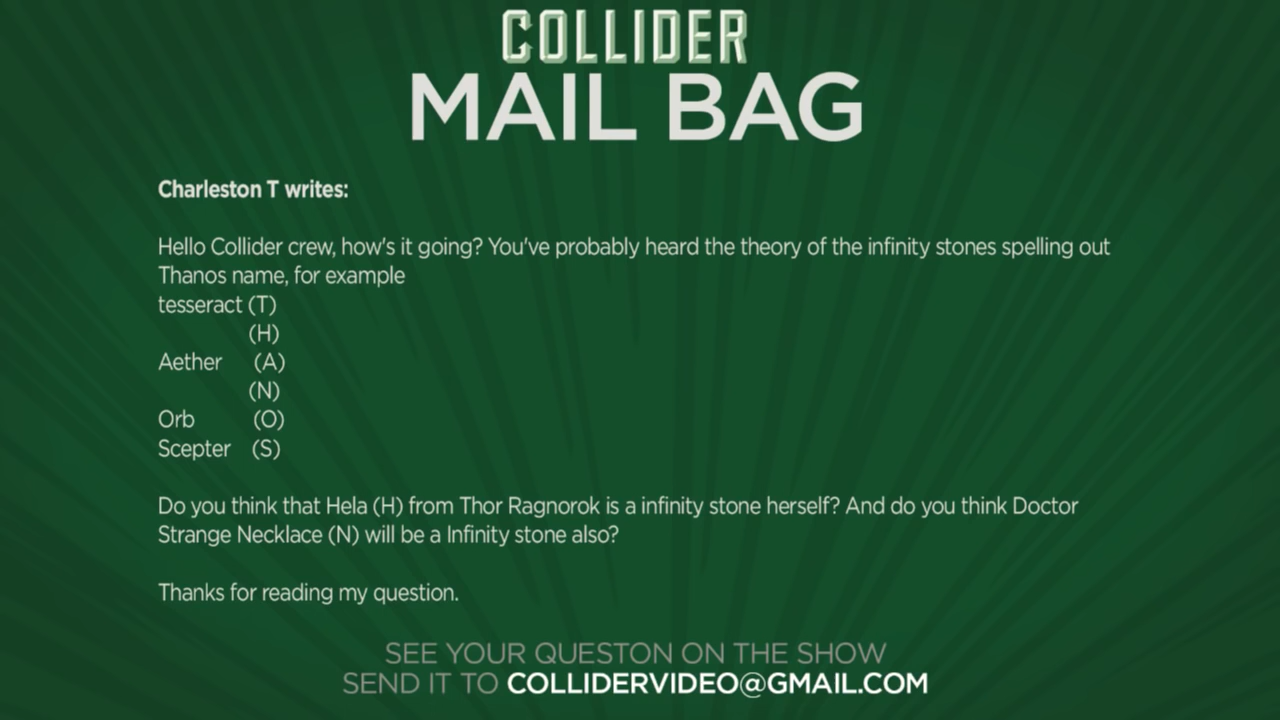 COLLIDER
MAIL BAG
Charleston T writes:
Hello Collider crew, how's it going? You've probably heard the theory of the infinity stones spelling out
Thanos name, for example
tesseract (T)
(H)
Aether (A)
(N)
Orb (O)
Scepter (S)
Do you think that Hela (H) from Thor Ragnorok is a infinity stone herself? And do you think Doctor
Strange Necklace (N) will be a Infinity stone also?
Thanks for reading my question.
SEE YOUR QUESTON ON THE SHOW
SEND IT TO COLLIDERVIDEO@GMAIL.COM